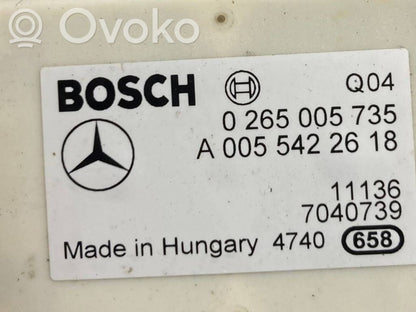 Ovoko
BOSCH Q04
0 265 005 735
A 005 542 26 18
11136
7040739
Made in Hungary 4740 658